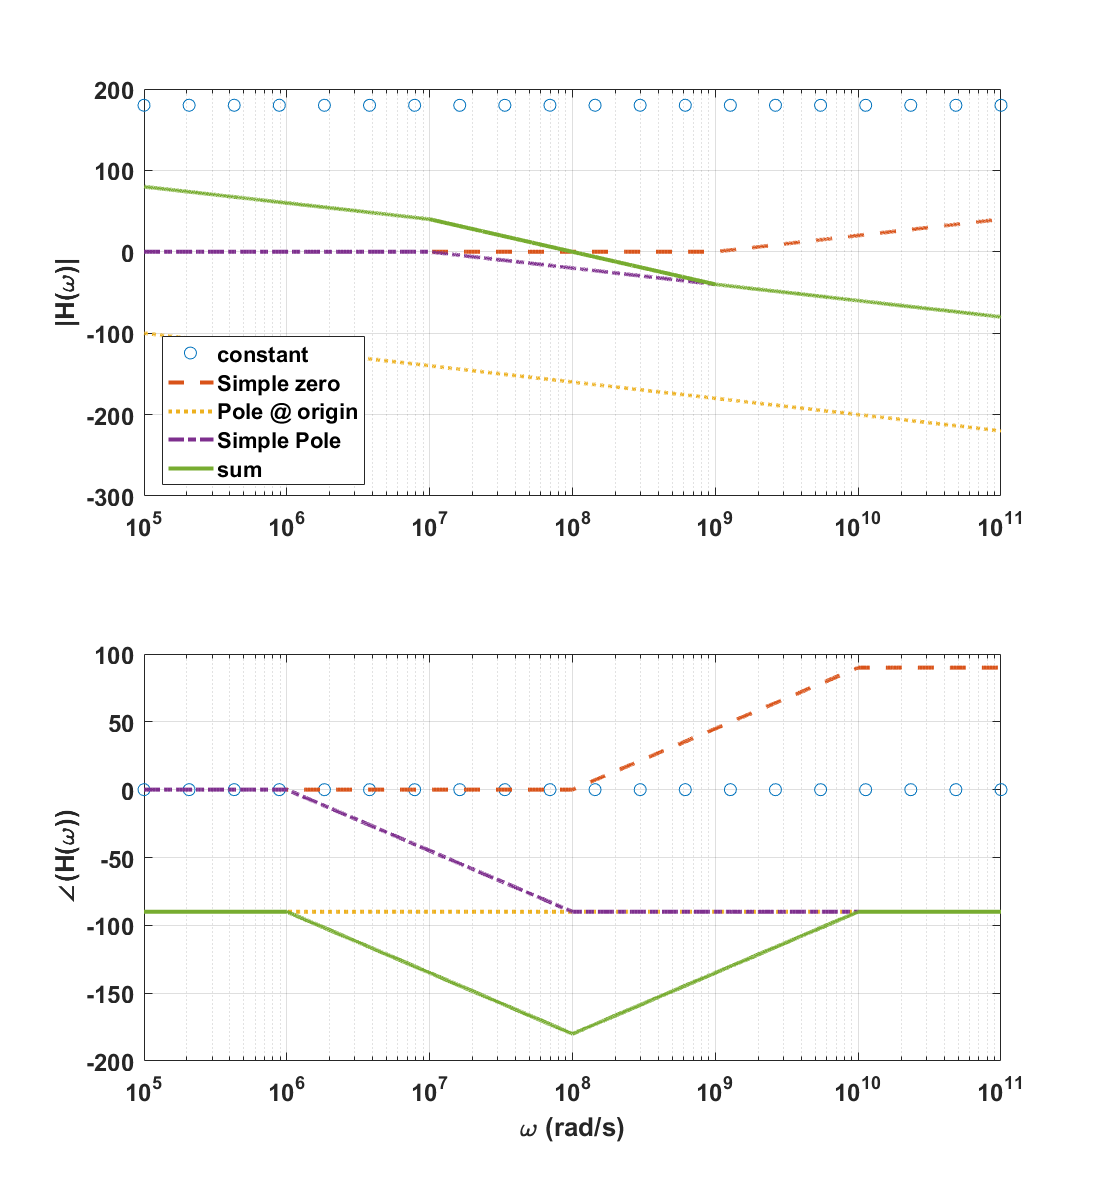 200
100
0
-100
-200
-300
|H(ω)|
constant
Simple zero
Pole @ origin
Simple Pole
sum
10^5 10^6 10^7 10^8 10^9 10^10 10^11
100
50
0
-50
-100
-150
-200
∠(H(ω))
10^5 10^6 10^7 10^8 10^9 10^10 10^11
ω (rad/s)